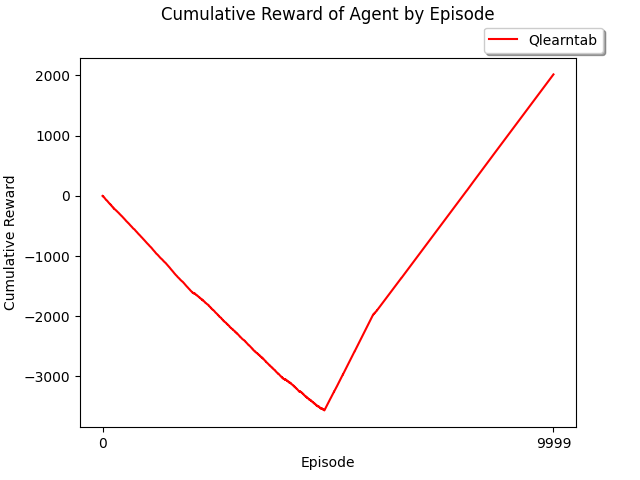 Cumulative Reward of Agent by Episode
Qlearntab
2000
1000
0
−1000
−2000
−3000
Cumulative Reward
0
9999
Episode